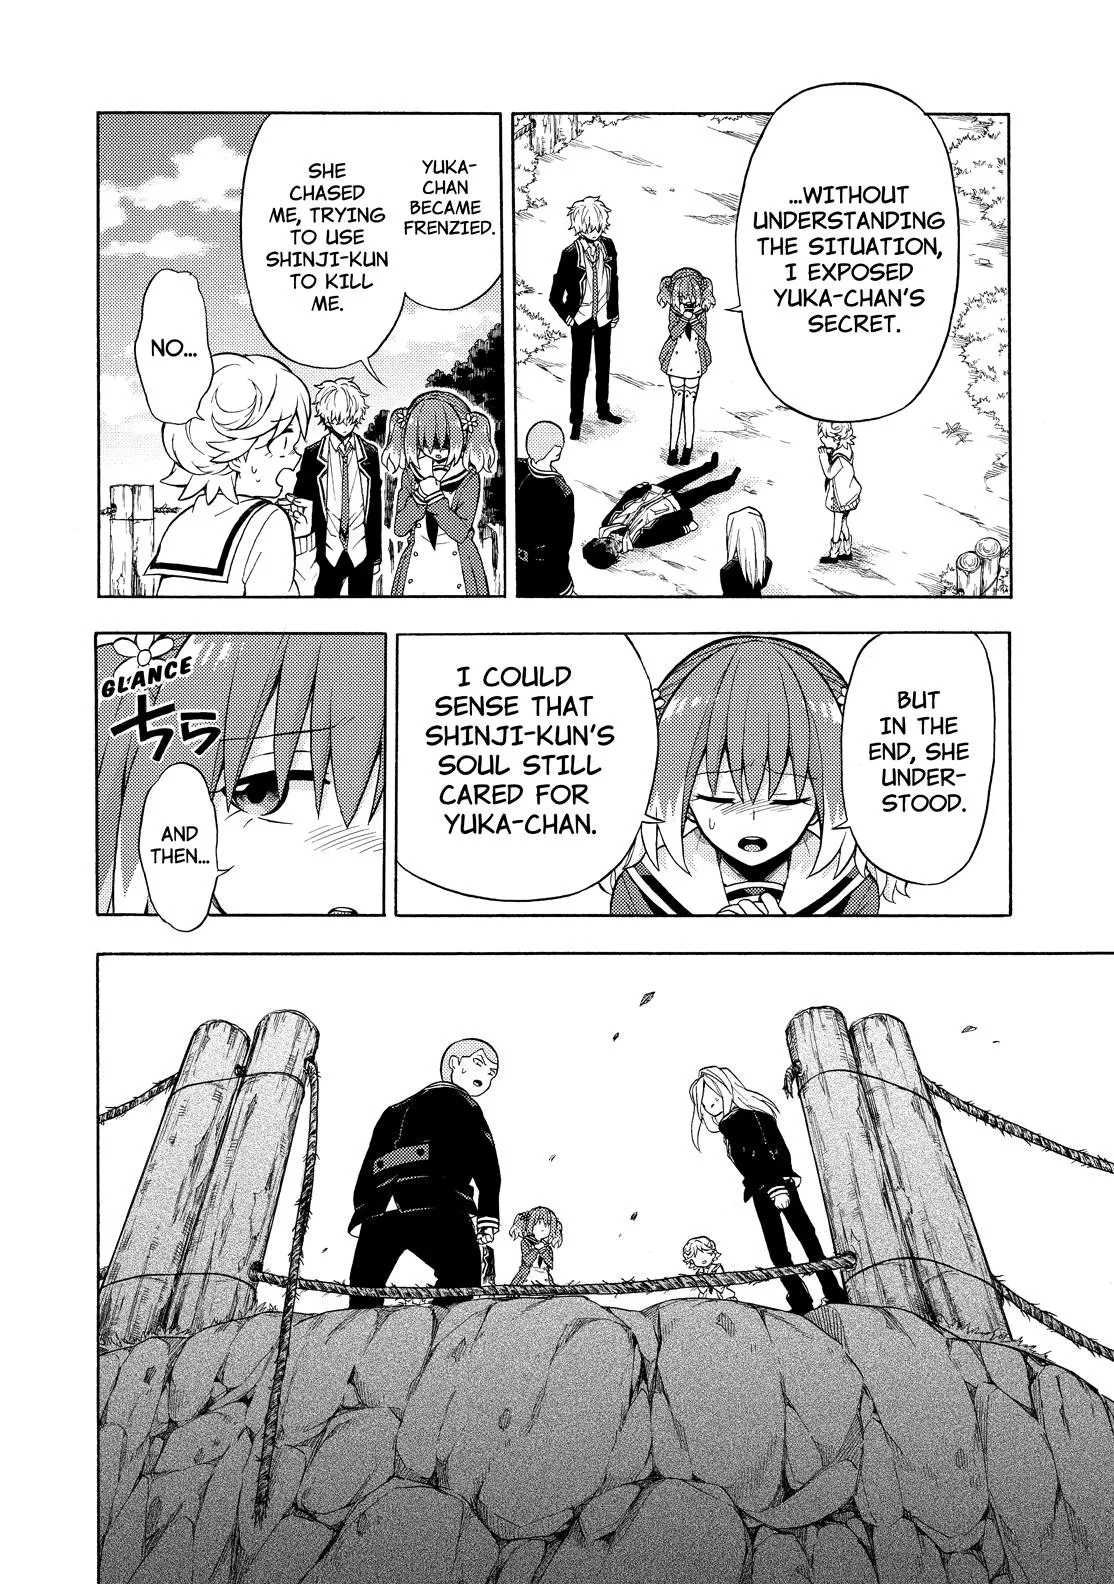 ...WITHOUT
UNDERSTANDING
THE SITUATION,
I EXPOSED
YUKA-CHAN'S
SECRET.
YUKA-
CHAN
BECAME
FRENZIED.
SHE
CHASED
ME, TRYING
TO USE
SHINJI-KUN
TO KILL
ME.
NO...
BUT
IN THE
END, SHE
UNDER-
STOOD.
I COULD
SENSE THAT
SHINJI-KUN'S
SOUL STILL
CARED FOR
YUKA-CHAN.
GLANCE
ちら
AND
THEN...